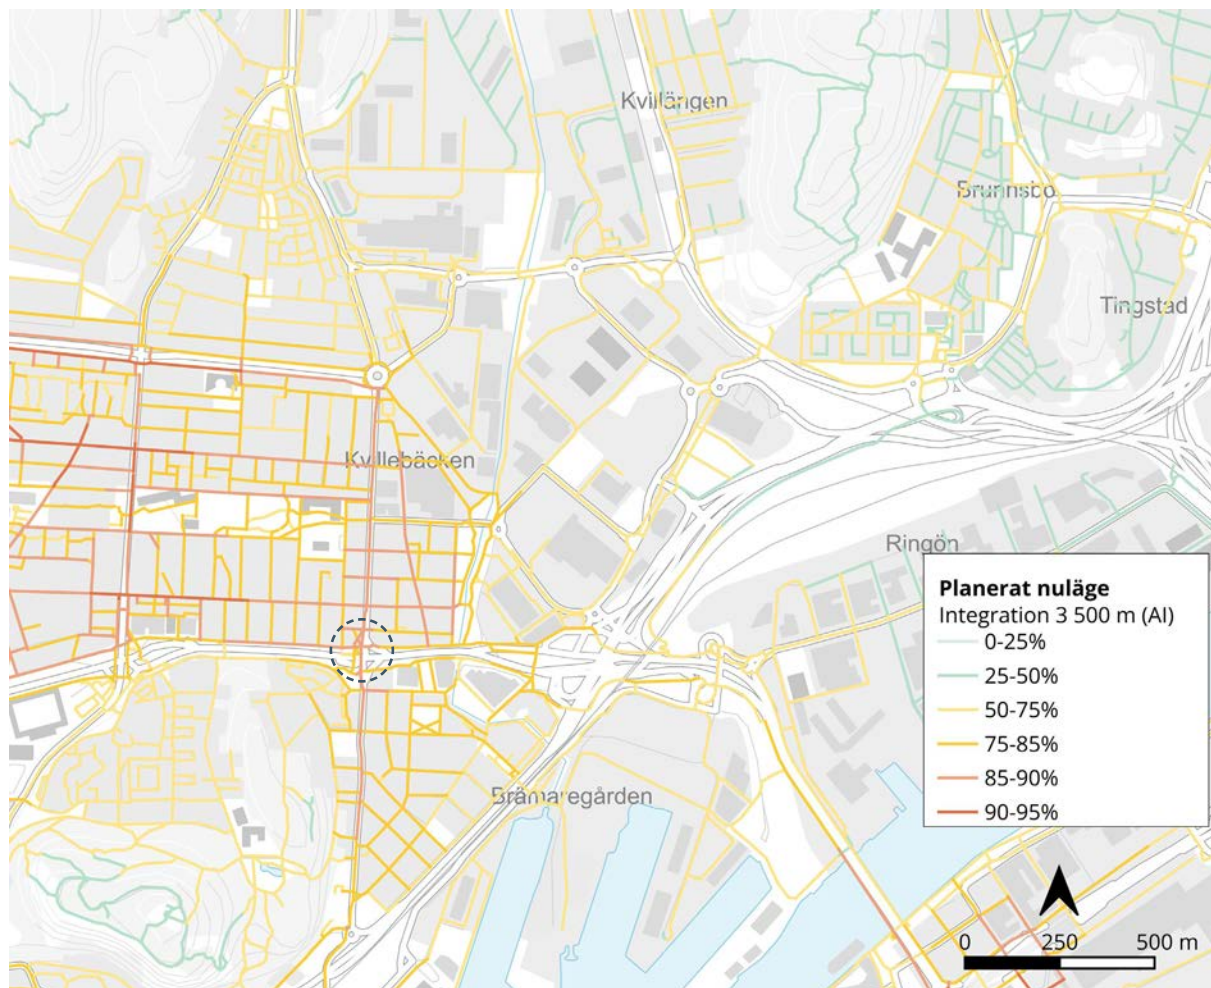 Kvillängen
Brunnsbo
Tingstad
Kvillebäcken
Ringön
Brämaregården
Planerat nuläge
Integration 3 500 m (AI)
0-25%
25-50%
50-75%
75-85%
85-90%
90-95%
0 250 500 m